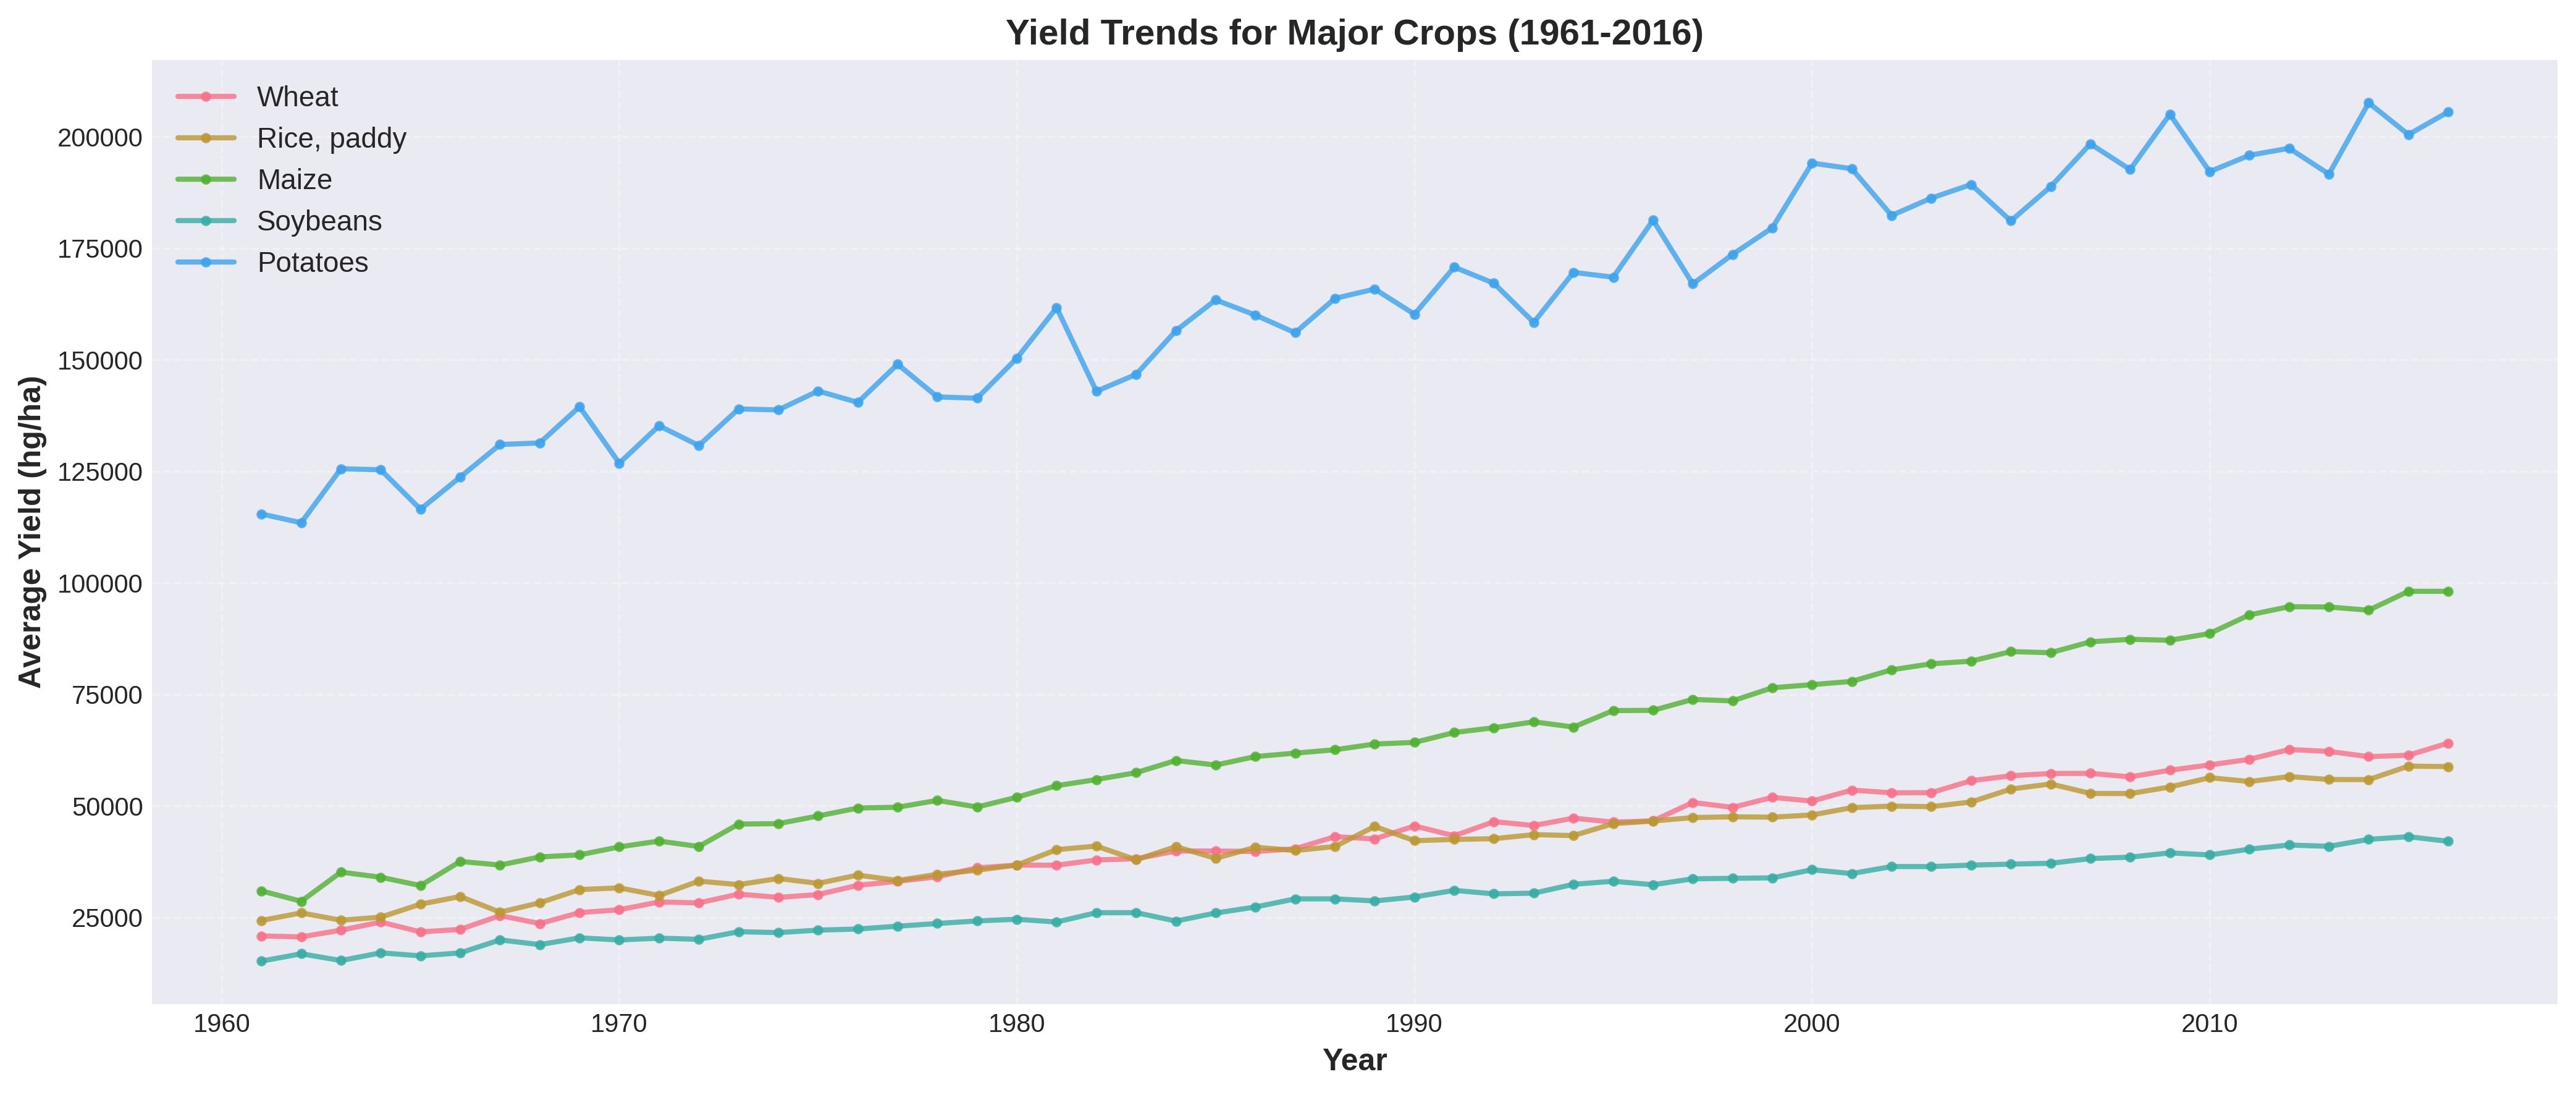 Yield Trends for Major Crops (1961-2016)
Wheat
Rice, paddy
Maize
Soybeans
Potatoes
Average Yield (hg/ha)
200000
175000
150000
125000
100000
75000
50000
25000
1960 1970 1980 1990 2000 2010
Year